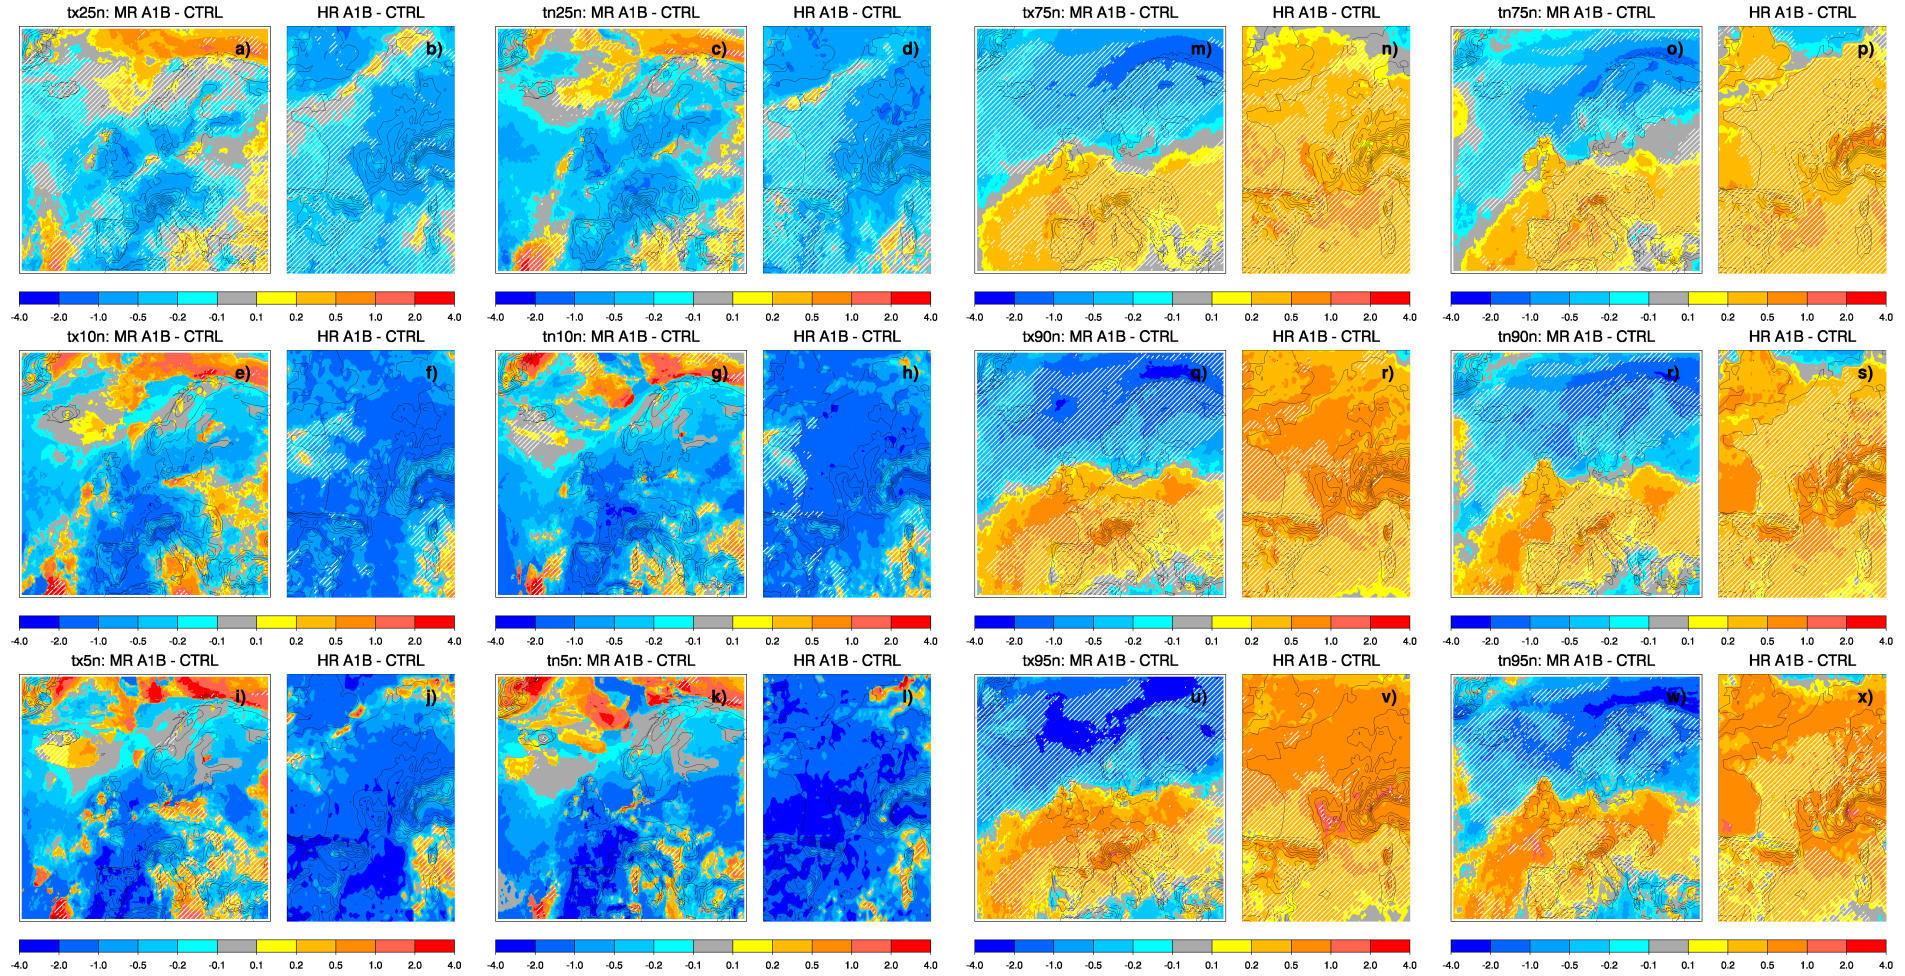 tx25n: MR A1B - CTRL HR A1B - CTRL tn25n: MR A1B - CTRL HR A1B - CTRL tx75n: MR A1B - CTRL HR A1B - CTRL tn75n: MR A1B - CTRL HR A1B - CTRL
a) b) c) d) m) n) o) p)
-4.0 -2.0 -1.0 -0.5 -0.2 -0.1 0.1 0.2 0.5 1.0 2.0 4.0 -4.0 -2.0 -1.0 -0.5 -0.2 -0.1 0.1 0.2 0.5 1.0 2.0 4.0 -4.0 -2.0 -1.0 -0.5 -0.2 -0.1 0.1 0.2 0.5 1.0 2.0 4.0 -4.0 -2.0 -1.0 -0.5 -0.2 -0.1 0.1 0.2 0.5 1.0 2.0 4.0
tx10n: MR A1B - CTRL HR A1B - CTRL tn10n: MR A1B - CTRL HR A1B - CTRL tx90n: MR A1B - CTRL HR A1B - CTRL tn90n: MR A1B - CTRL HR A1B - CTRL
e) f) g) h) q) r) r) s)
-4.0 -2.0 -1.0 -0.5 -0.2 -0.1 0.1 0.2 0.5 1.0 2.0 4.0 -4.0 -2.0 -1.0 -0.5 -0.2 -0.1 0.1 0.2 0.5 1.0 2.0 4.0 -4.0 -2.0 -1.0 -0.5 -0.2 -0.1 0.1 0.2 0.5 1.0 2.0 4.0 -4.0 -2.0 -1.0 -0.5 -0.2 -0.1 0.1 0.2 0.5 1.0 2.0 4.0
tx5n: MR A1B - CTRL HR A1B - CTRL tn5n: MR A1B - CTRL HR A1B - CTRL tx95n: MR A1B - CTRL HR A1B - CTRL tn95n: MR A1B - CTRL HR A1B - CTRL
i) j) k) l) u) v) w) x)
-4.0 -2.0 -1.0 -0.5 -0.2 -0.1 0.1 0.2 0.5 1.0 2.0 4.0 -4.0 -2.0 -1.0 -0.5 -0.2 -0.1 0.1 0.2 0.5 1.0 2.0 4.0 -4.0 -2.0 -1.0 -0.5 -0.2 -0.1 0.1 0.2 0.5 1.0 2.0 4.0 -4.0 -2.0 -1.0 -0.5 -0.2 -0.1 0.1 0.2 0.5 1.0 2.0 4.0